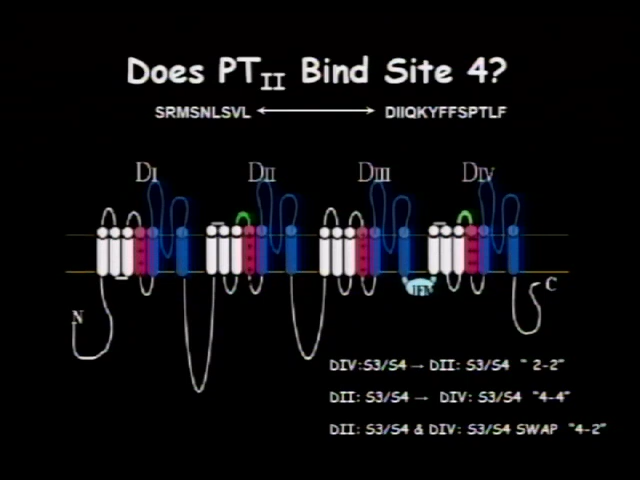 Does PTII Bind Site 4?
SRMSNLSVL ⟷ DIIQKYFFSPTLF
DI DII DIII DIV
IFM
N
C
DIV:S3/S4 → DII: S3/S4 " 2-2"
DII: S3/S4 → DIV: S3/S4 "4-4"
DII: S3/S4 & DIV: S3/S4 SWAP "4-2"